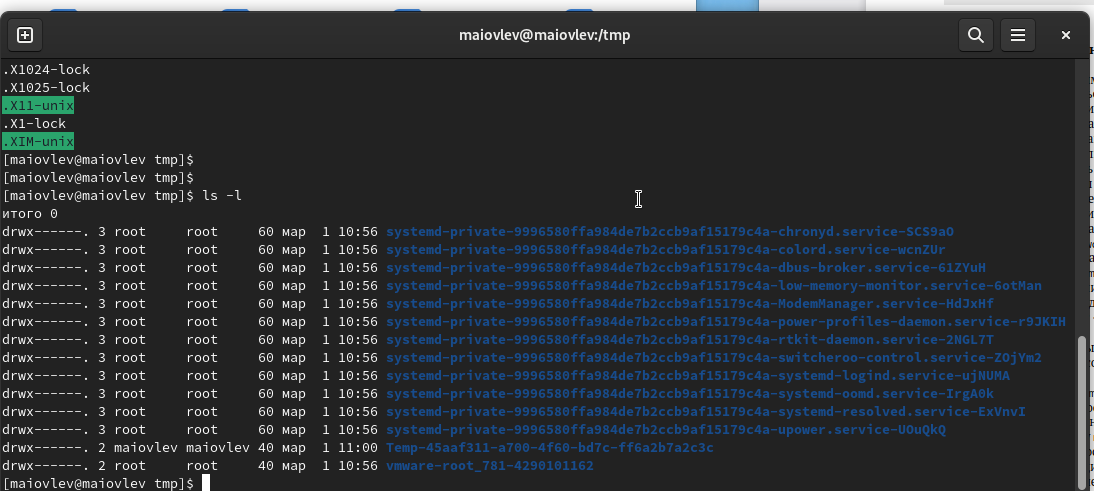 maiovlev@maiovlev:/tmp
.X1024-lock
.X1025-lock
.X11-unix
.X1-lock
.XIM-unix
[maiovlev@maiovlev tmp]$
[maiovlev@maiovlev tmp]$
[maiovlev@maiovlev tmp]$ ls -l
итого 0
drwx------. 3 root     root     60 мар  1 10:56 systemd-private-9996580ffa984de7b2ccb9af15179c4a-chronyd.service-SCS9aO
drwx------. 3 root     root     60 мар  1 10:56 systemd-private-9996580ffa984de7b2ccb9af15179c4a-colord.service-wcnZUr
drwx------. 3 root     root     60 мар  1 10:56 systemd-private-9996580ffa984de7b2ccb9af15179c4a-dbus-broker.service-61ZYuH
drwx------. 3 root     root     60 мар  1 10:56 systemd-private-9996580ffa984de7b2ccb9af15179c4a-low-memory-monitor.service-6otMan
drwx------. 3 root     root     60 мар  1 10:56 systemd-private-9996580ffa984de7b2ccb9af15179c4a-ModemManager.service-HdJxHf
drwx------. 3 root     root     60 мар  1 10:56 systemd-private-9996580ffa984de7b2ccb9af15179c4a-power-profiles-daemon.service-r9JKIH
drwx------. 3 root     root     60 мар  1 10:56 systemd-private-9996580ffa984de7b2ccb9af15179c4a-rtkit-daemon.service-2NGL7T
drwx------. 3 root     root     60 мар  1 10:56 systemd-private-9996580ffa984de7b2ccb9af15179c4a-switcheroo-control.service-ZOjYm2
drwx------. 3 root     root     60 мар  1 10:56 systemd-private-9996580ffa984de7b2ccb9af15179c4a-systemd-logind.service-ujNUMA
drwx------. 3 root     root     60 мар  1 10:56 systemd-private-9996580ffa984de7b2ccb9af15179c4a-systemd-oomd.service-IrgA0k
drwx------. 3 root     root     60 мар  1 10:56 systemd-private-9996580ffa984de7b2ccb9af15179c4a-systemd-resolved.service-ExVnvI
drwx------. 3 root     root     60 мар  1 10:56 systemd-private-9996580ffa984de7b2ccb9af15179c4a-upower.service-UOuQkQ
drwx------. 2 maiovlev maiovlev 40 мар  1 11:00 Temp-45aaf311-a700-4f60-bd7c-ff6a2b7a2c3c
drwx------. 2 root     root     40 мар  1 10:56 vmware-root_781-4290101162
[maiovlev@maiovlev tmp]$